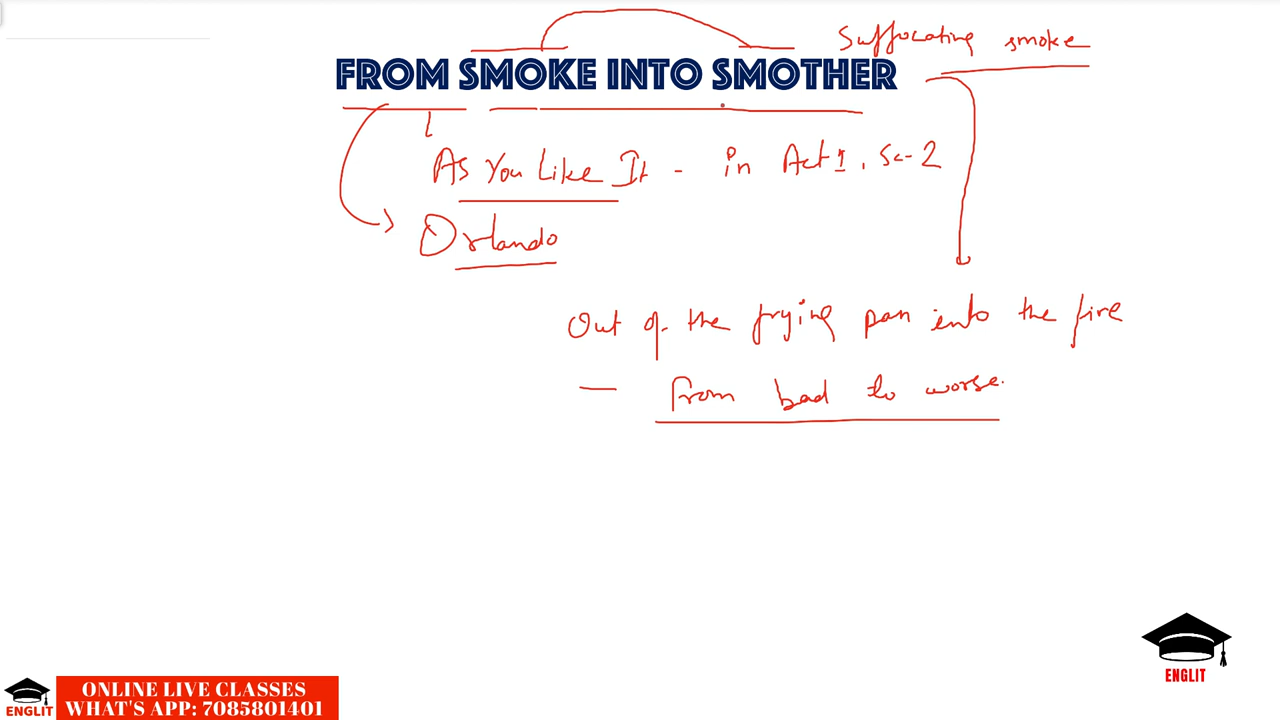 Suffocating smoke
FROM SMOKE INTO SMOTHER
As You Like It - in Act I, Sc-2
Orlando
Out of the frying pan into the fire
— From bad to worse.
ENGLIT
ENGLIT
ONLINE LIVE CLASSES
WHAT'S APP: 7085801401